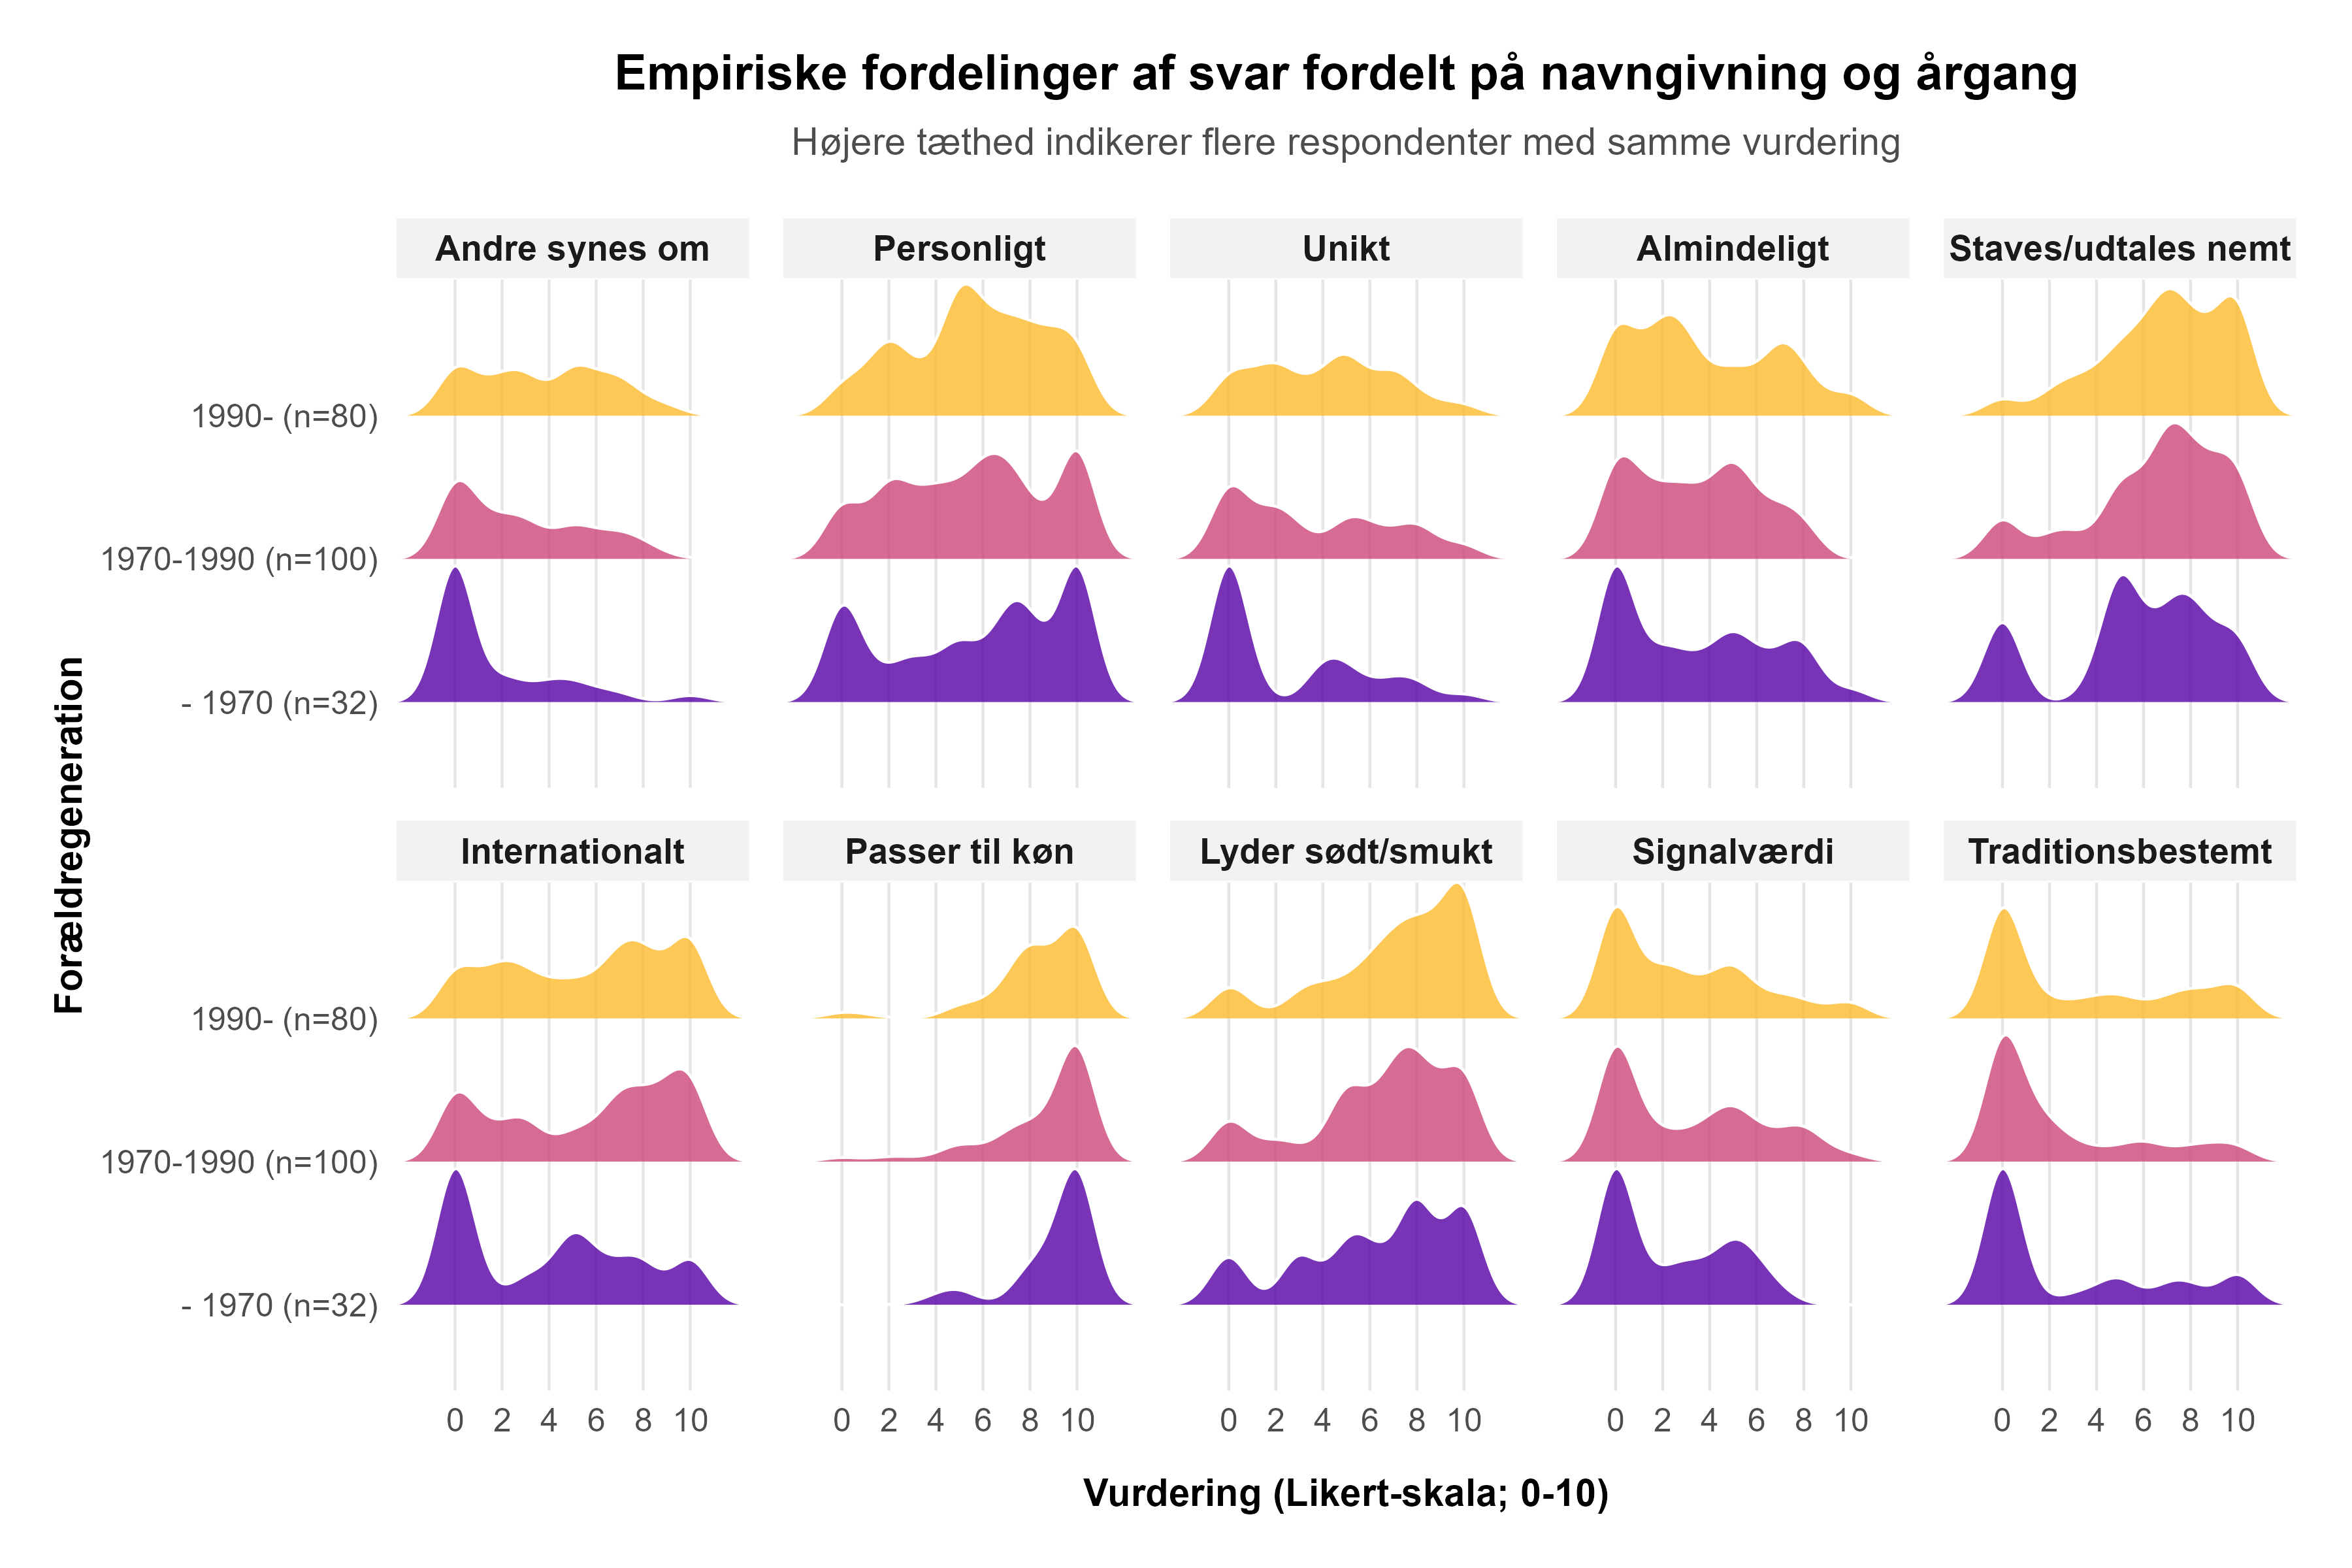 Empiriske fordelinger af svar fordelt på navngivning og årgang
Højere tæthed indikerer flere respondenter med samme vurdering
Andre synes om
Personligt
Unikt
Almindeligt
Staves/udtales nemt
1990- (n=80)
1970-1990 (n=100)
- 1970 (n=32)
Forældregeneration
Internationalt
Passer til køn
Lyder sødt/smukt
Signalværdi
Traditionsbestemt
1990- (n=80)
1970-1990 (n=100)
- 1970 (n=32)
0 2 4 6 8 10 0 2 4 6 8 10 0 2 4 6 8 10 0 2 4 6 8 10 0 2 4 6 8 10
Vurdering (Likert-skala; 0-10)